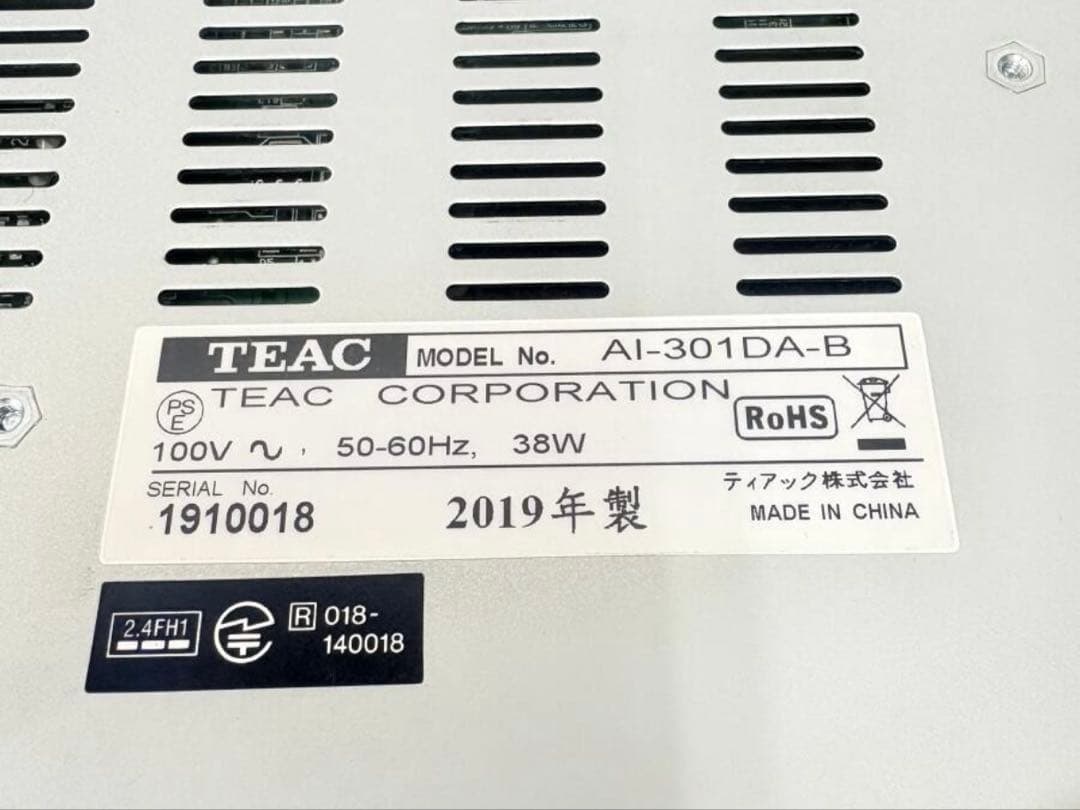 TEAC MODEL No. AI-301DA-B
PS
E
TEAC CORPORATION
RoHS
100V ∿, 50-60Hz, 38W
SERIAL No.
1910018
2019年製
ティアック株式会社
MADE IN CHINA
2.4FH1
R 018-
140018